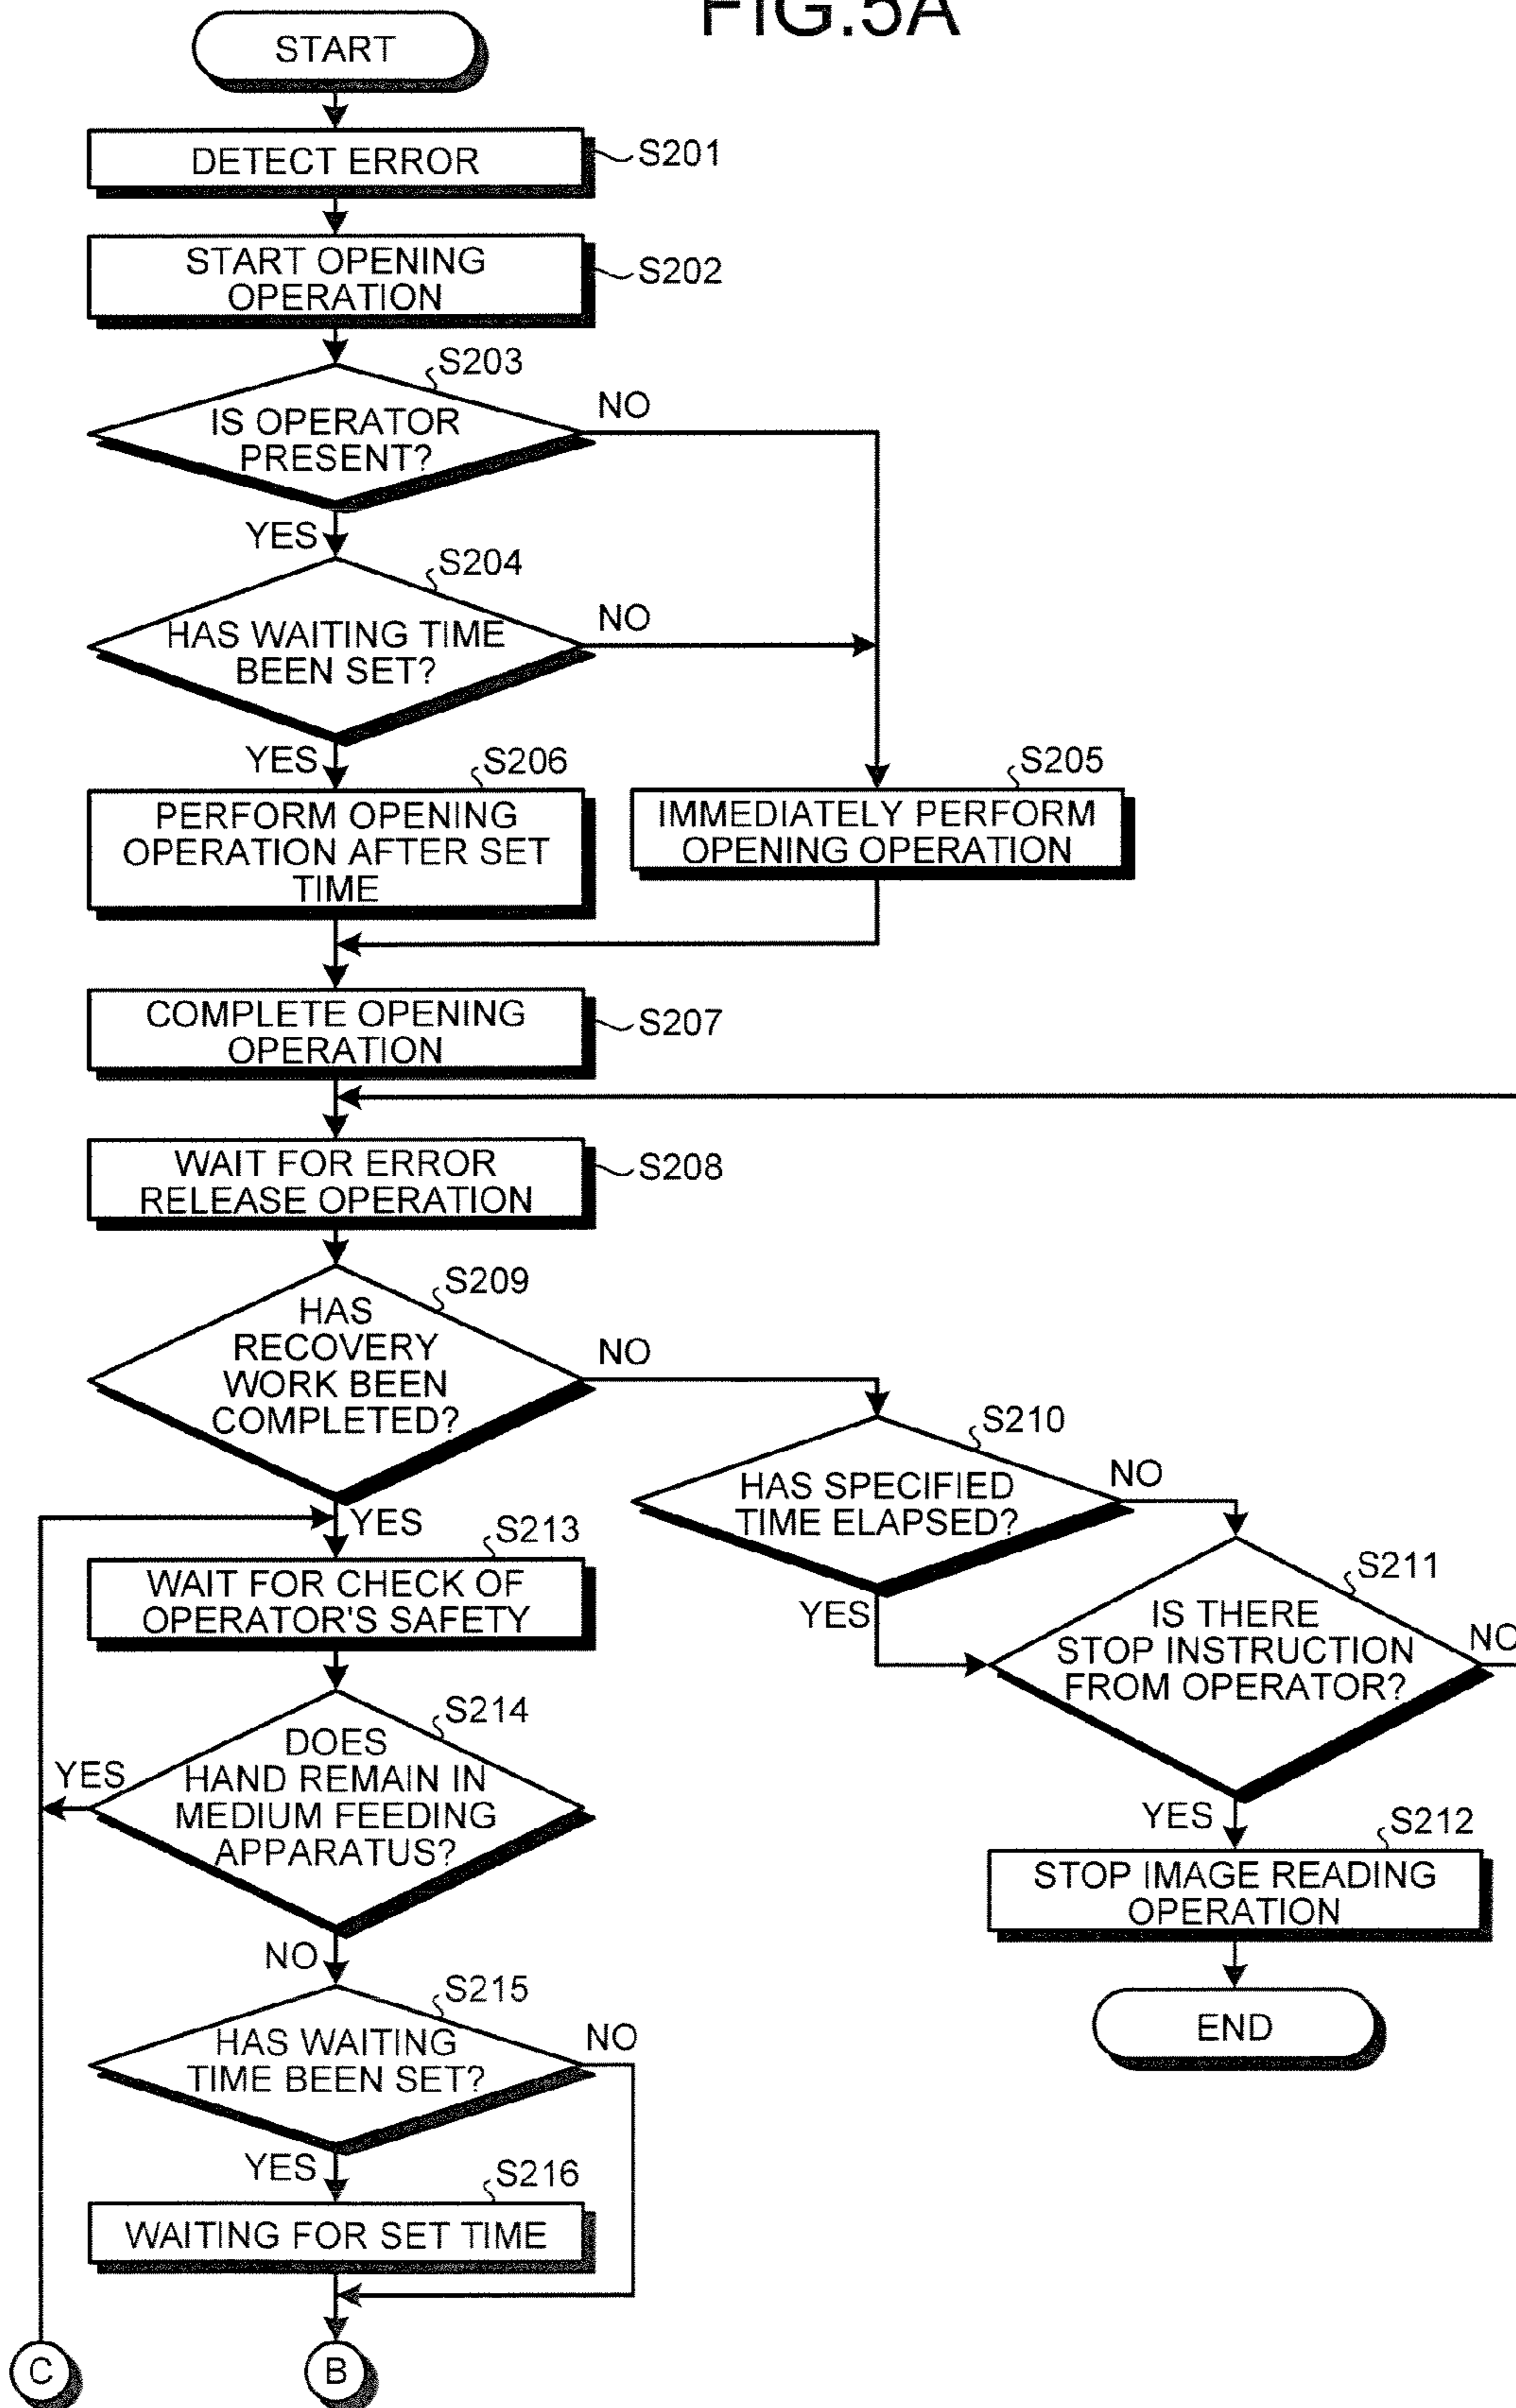 FIG.5A
START
DETECT ERROR
S201
START OPENING
OPERATION
S202
S203
IS OPERATOR
PRESENT?
NO
YES
S204
HAS WAITING TIME
BEEN SET?
NO
YES
S206
PERFORM OPENING
OPERATION AFTER SET
TIME
S205
IMMEDIATELY PERFORM
OPENING OPERATION
COMPLETE OPENING
OPERATION
S207
WAIT FOR ERROR
RELEASE OPERATION
S208
S209
HAS
RECOVERY
WORK BEEN
COMPLETED?
NO
YES
S210
HAS SPECIFIED
TIME ELAPSED?
NO
YES
S211
IS THERE
STOP INSTRUCTION
FROM OPERATOR?
NO
YES
S212
STOP IMAGE READING
OPERATION
END
S213
WAIT FOR CHECK OF
OPERATOR'S SAFETY
S214
DOES
HAND REMAIN IN
MEDIUM FEEDING
APPARATUS?
YES
NO
S215
HAS WAITING
TIME BEEN SET?
NO
YES
S216
WAITING FOR SET TIME
C
B